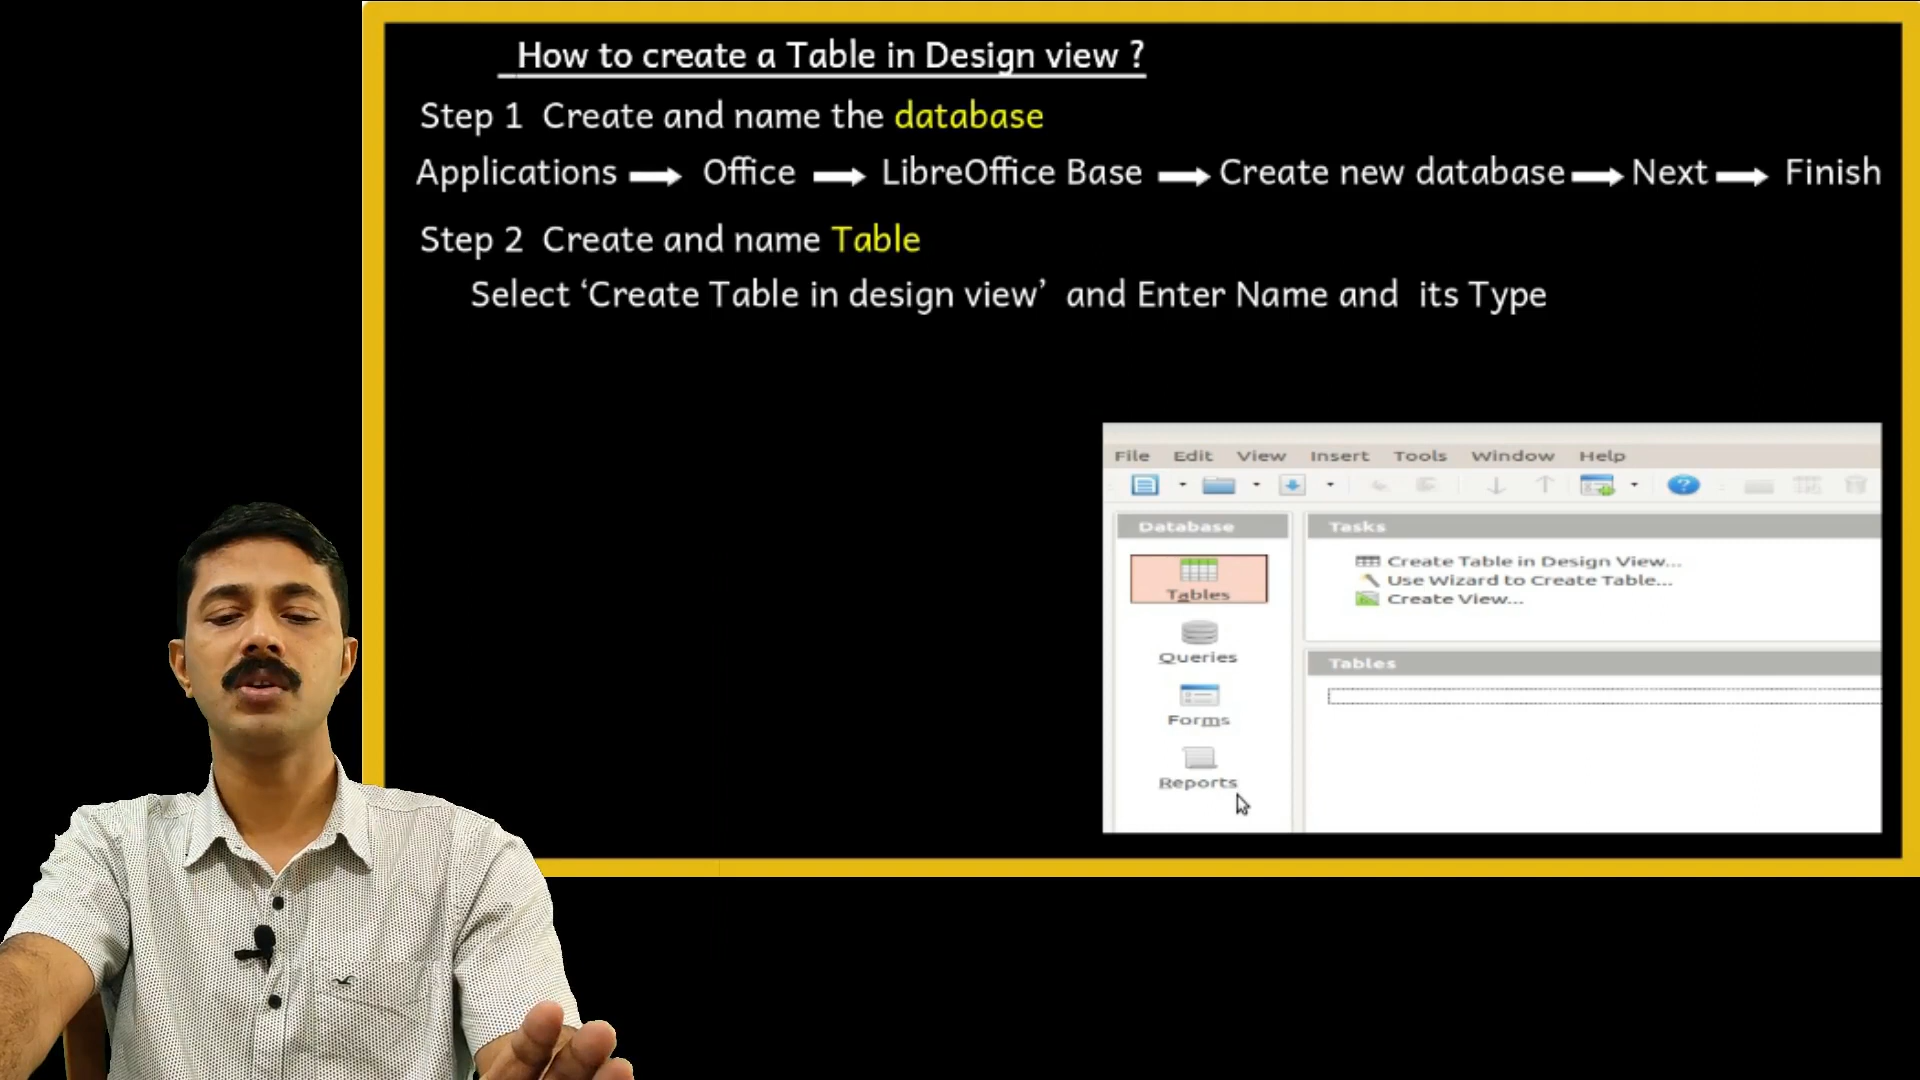 How to create a Table in Design view ?
Step 1 Create and name the database
Applications Office LibreOffice Base Create new database Next Finish
Step 2 Create and name Table
Select ‘Create Table in design view’ and Enter Name and its Type
File Edit View Insert Tools Window Help
Database
Tables
Queries
Forms
Reports
Tasks
Create Table in Design View...
Use Wizard to Create Table...
Create View...
Tables